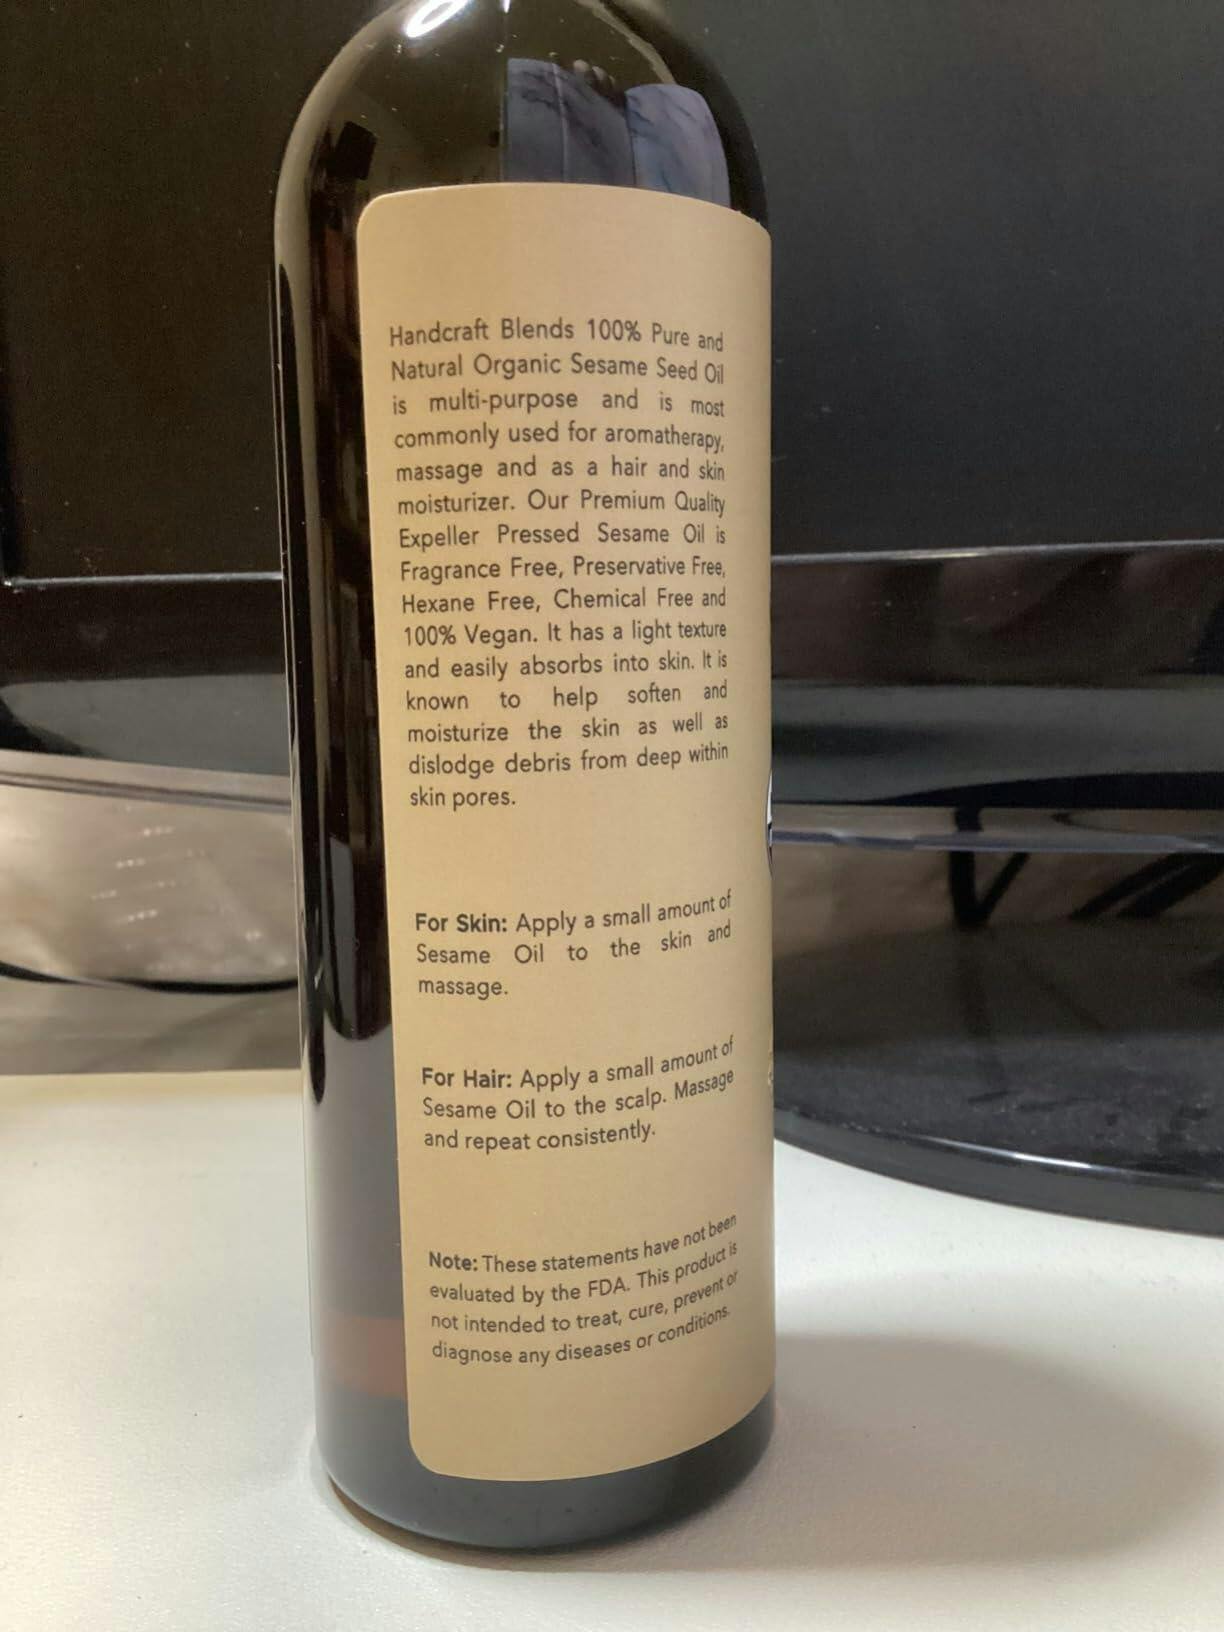 Handcraft Blends 100% Pure and
Natural Organic Sesame Seed Oil
is multi-purpose and is most
commonly used for aromatherapy,
massage and as a hair and skin
moisturizer. Our Premium Quality
Expeller Pressed Sesame Oil is
Fragrance Free, Preservative Free,
Hexane Free, Chemical Free and
100% Vegan. It has a light texture
and easily absorbs into skin. It is
known to help soften and
moisturize the skin as well as
dislodge debris from deep within
skin pores.
For Skin: Apply a small amount of
Sesame Oil to the skin and
massage.
For Hair: Apply a small amount of
Sesame Oil to the scalp. Massage
and repeat consistently.
Note: These statements have not been
evaluated by the FDA. This product is
not intended to treat, cure, prevent or
diagnose any diseases or conditions.